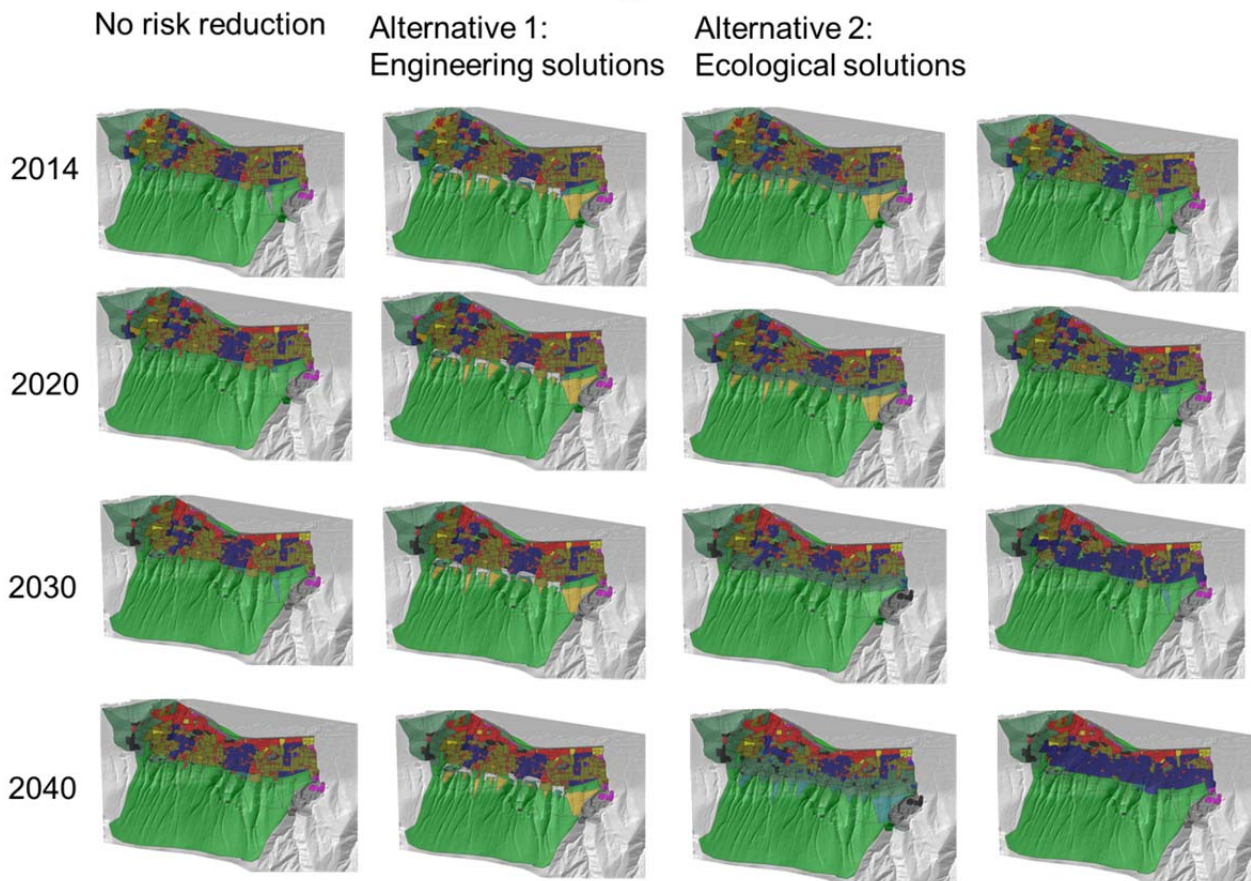 No risk reduction
Alternative 1:
Engineering solutions
Alternative 2:
Ecological solutions
2014
2020
2030
2040